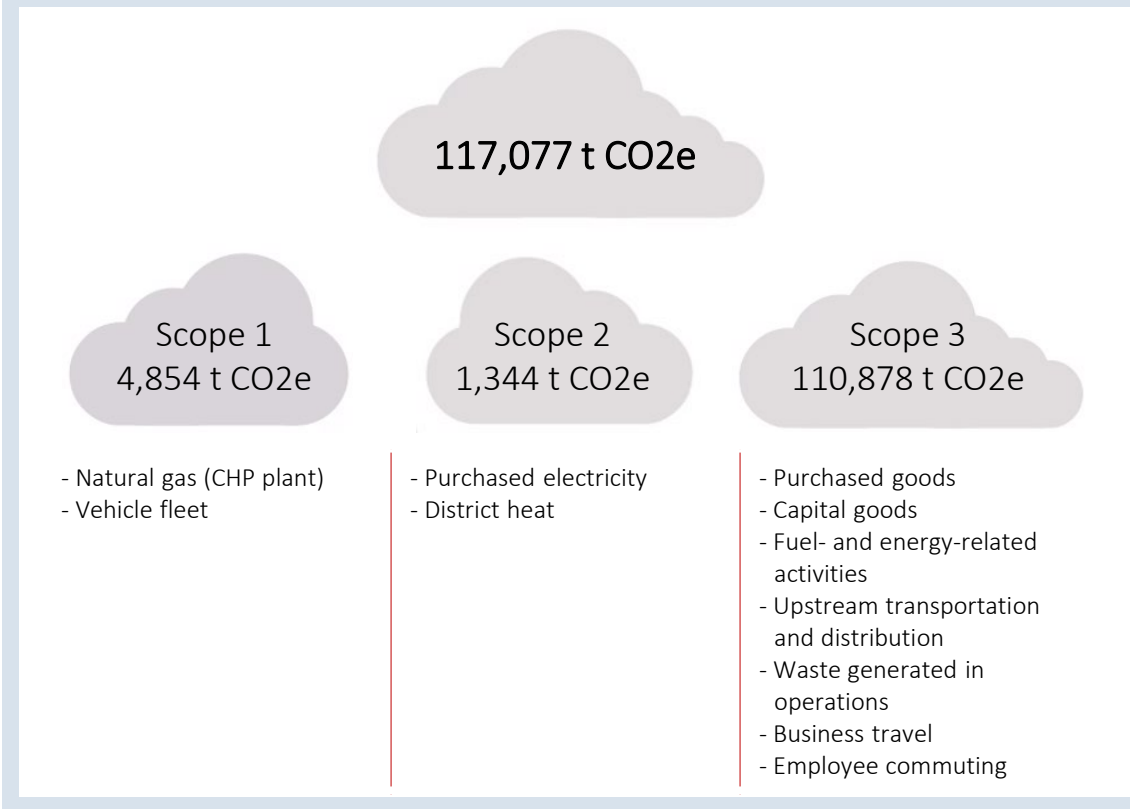 117,077 t CO2e
Scope 1
4,854 t CO2e
Scope 2
1,344 t CO2e
Scope 3
110,878 t CO2e
- Natural gas (CHP plant)
- Vehicle fleet
- Purchased electricity
- District heat
- Purchased goods
- Capital goods
- Fuel- and energy-related
activities
- Upstream transportation
and distribution
- Waste generated in
operations
- Business travel
- Employee commuting